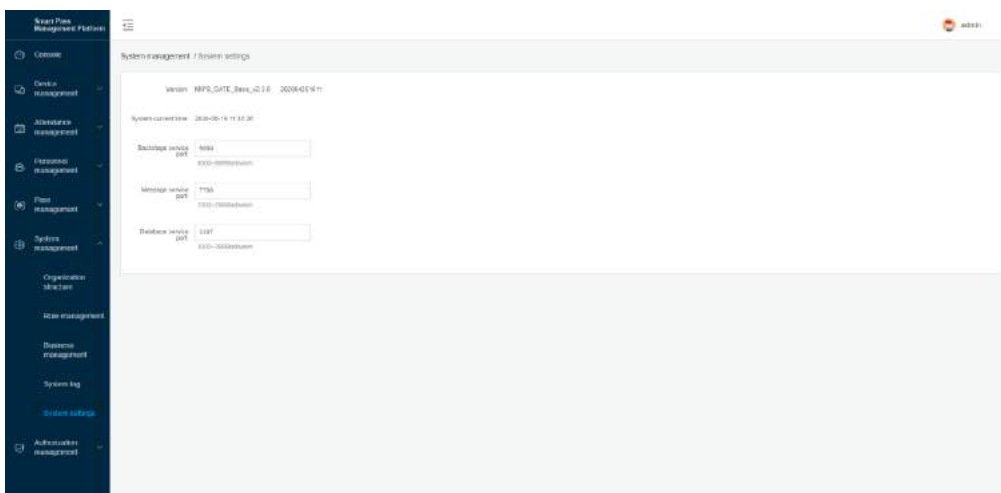 Smart Pass
Management Platform
admin
Console
Device
management
Attendance
management
Personnel
management
Pass
management
System
management
Organization
structure
Role management
Business
management
System log
System settings
Authorization
management
System management / System settings
Version
System current time
Backstage service
port
Message service
port
Database service
port